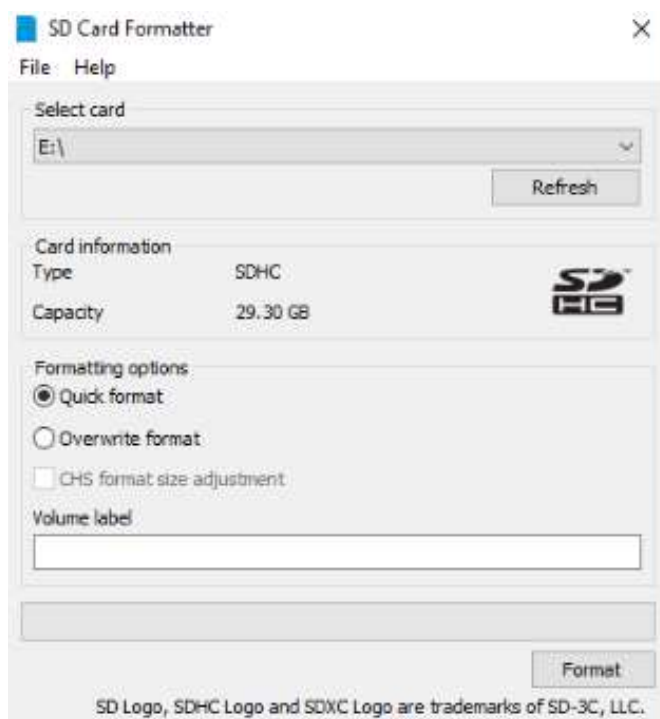 SD Card Formatter
File Help
Select card
E:\
Refresh
Card information
Type SDHC
SD
HC
Capacity 29.30 GB
Formatting options
Quick format
Overwrite format
CHS format size adjustment
Volume label
Format
SD Logo, SDHC Logo and SDXC Logo are trademarks of SD-3C, LLC.